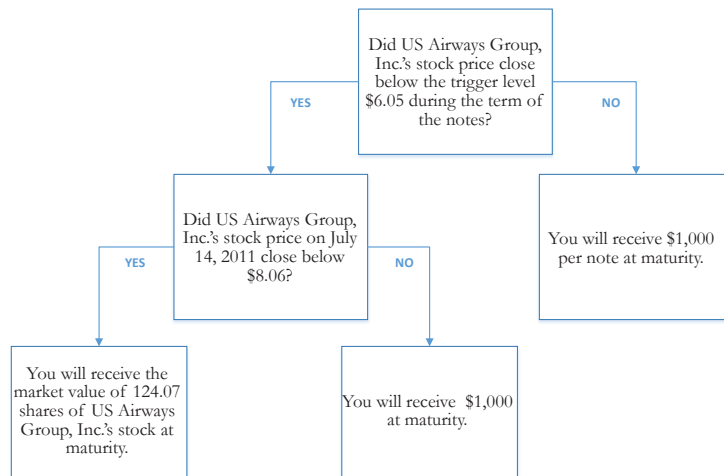 Did US Airways Group,
Inc.'s stock price close
below the trigger level
$6.05 during the term of
the notes?
YES
NO
Did US Airways Group,
Inc.'s stock price on July
14, 2011 close below
$8.06?
You will receive $1,000
per note at maturity.
YES
NO
You will receive the
market value of 124.07
shares of US Airways
Group, Inc.'s stock at
maturity.
You will receive $1,000
at maturity.